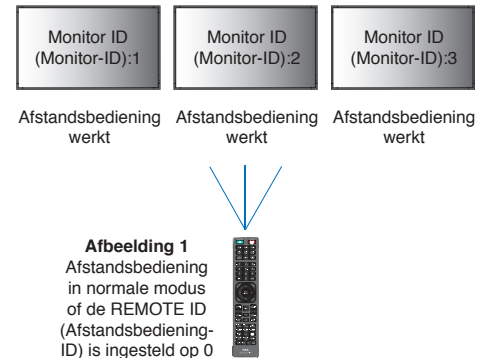 Monitor ID
(Monitor-ID):1
Monitor ID
(Monitor-ID):2
Monitor ID
(Monitor-ID):3
Afstandsbediening
werkt
Afstandsbediening
werkt
Afstandsbediening
werkt
Afbeelding 1
Afstandsbediening
in normale modus
of de REMOTE ID
(Afstandsbediening-
ID) is ingesteld op 0